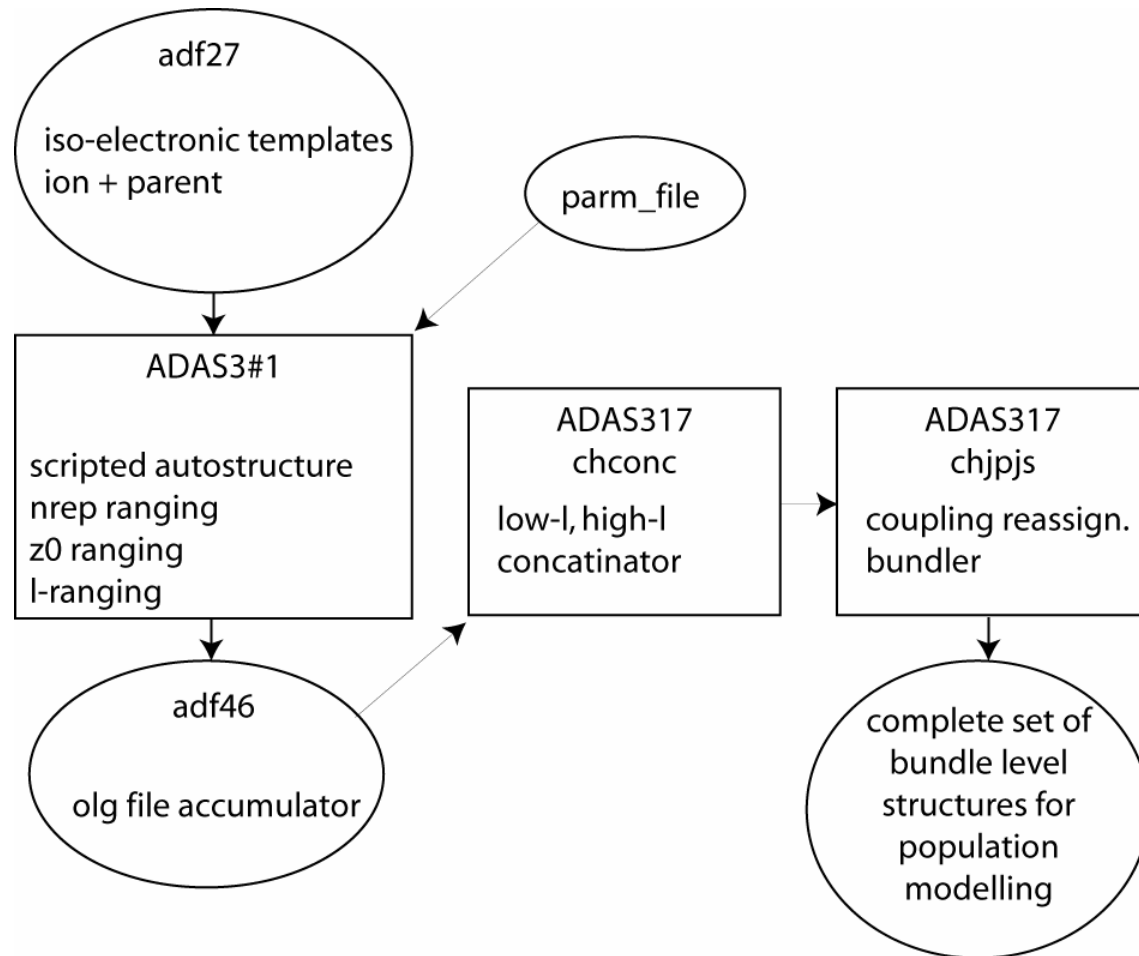 adf27
iso-electronic templates
ion + parent
parm_file
ADAS3#1
scripted autostructure
nrep ranging
z0 ranging
l-ranging
adf46
olg file accumulator
ADAS317
chconc
low-l, high-l
concatinator
ADAS317
chjpjs
coupling reassign.
bundler
complete set of
bundle level
structures for
population
modelling